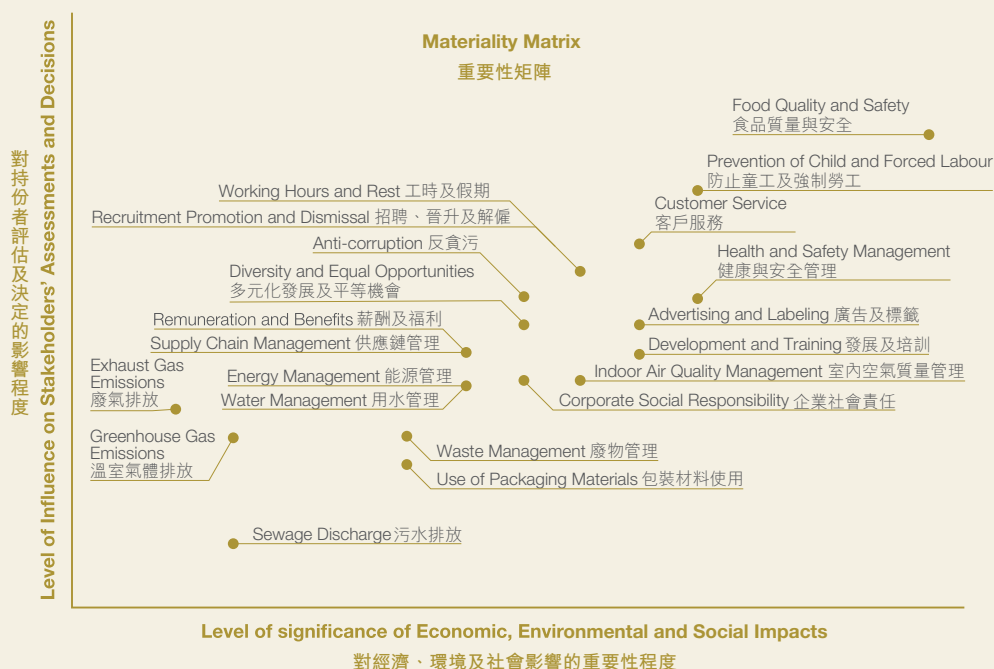 Materiality Matrix
重要性矩陣
Level of Influence on Stakeholders' Assessments and Decisions
對持份者評估及決定的影響程度
Food Quality and Safety
食品質量與安全
Prevention of Child and Forced Labour
防止童工及強制勞工
Working Hours and Rest 工時及假期
Customer Service
客戶服務
Recruitment Promotion and Dismissal 招聘、晉升及解僱
Anti-corruption 反貪污
Health and Safety Management
健康與安全管理
Diversity and Equal Opportunities
多元化發展及平等機會
Advertising and Labeling 廣告及標籤
Remuneration and Benefits 薪酬及福利
Supply Chain Management 供應鏈管理
Development and Training 發展及培訓
Exhaust Gas
Emissions
廢氣排放
Energy Management 能源管理
Indoor Air Quality Management 室內空氣質量管理
Water Management 用水管理
Corporate Social Responsibility 企業社會責任
Greenhouse Gas
Emissions
溫室氣體排放
Waste Management 廢物管理
Use of Packaging Materials 包裝材料使用
Sewage Discharge 污水排放
Level of significance of Economic, Environmental and Social Impacts
對經濟、環境及社會影響的重要性程度